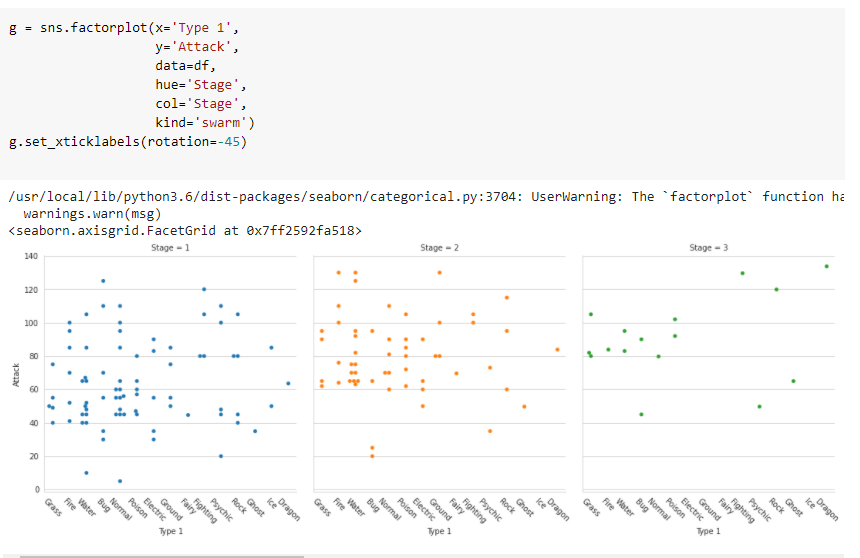 g = sns.factorplot(x='Type 1',
y='Attack',
data=df,
hue='Stage',
col='Stage',
kind='swarm')
g.set_xticklabels(rotation=-45)
/usr/local/lib/python3.6/dist-packages/seaborn/categorical.py:3704: UserWarning: The `factorplot` function ha
warnings.warn(msg)
<seaborn.axisgrid.FacetGrid at 0x7ff2592fa518>
Stage = 1
Stage = 2
Stage = 3
140
120
100
80
60
40
20
0
Attack
Grass Fire Water Bug Normal Poison Electric Ground Fairy Fighting Psychic Rock Ghost Ice Dragon
Grass Fire Water Bug Normal Poison Electric Ground Fairy Fighting Psychic Rock Ghost Ice Dragon
Grass Fire Water Bug Normal Poison Electric Ground Fairy Fighting Psychic Rock Ghost Ice Dragon
Type 1
Type 1
Type 1